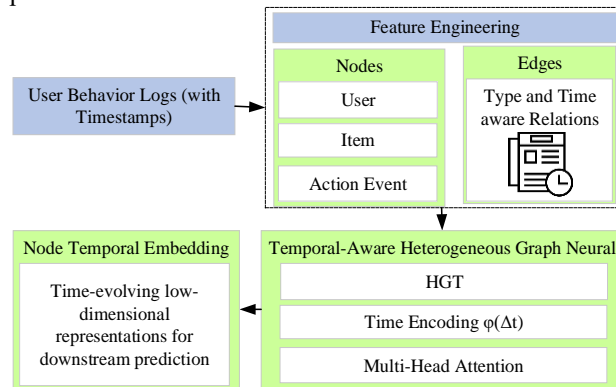 Feature Engineering
Nodes
Edges
User Behavior Logs (with
Timestamps)
User
Item
Action Event
Type and Time
aware Relations
Node Temporal Embedding
Time-evolving low-
dimensional
representations for
downstream prediction
Temporal-Aware Heterogeneous Graph Neural
HGT
Time Encoding φ(Δt)
Multi-Head Attention